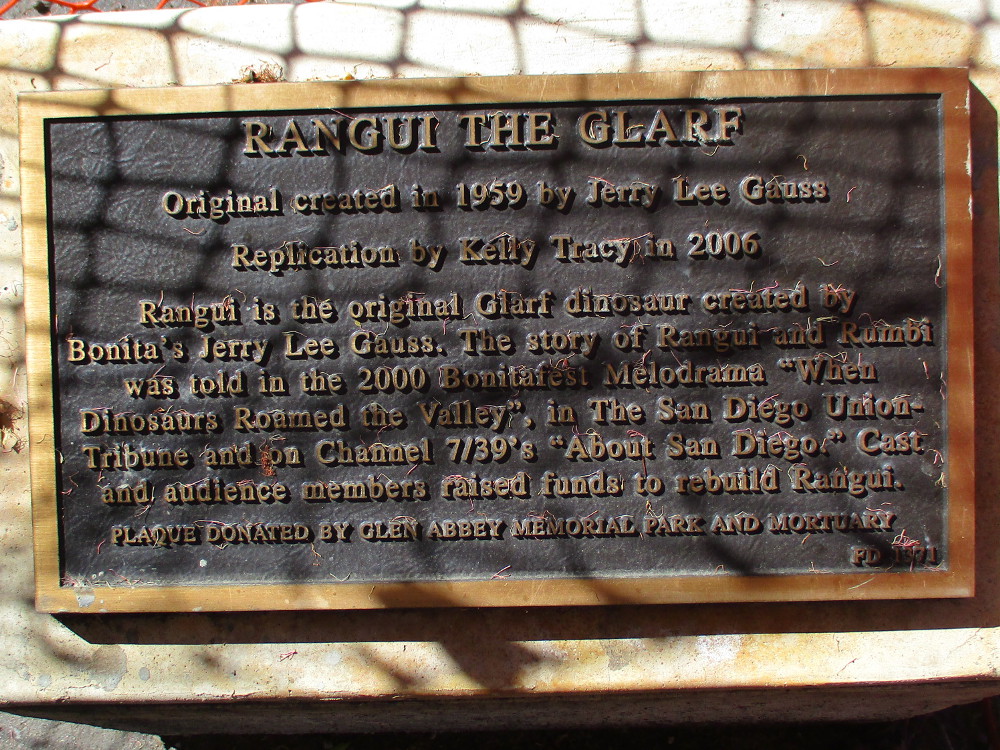 RANGUI THE GLARF
Original created in 1959 by Jerry Lee Gauss
Replication by Kelly Tracy in 2006
Rangui is the original Glarf dinosaur created by
Bonita's Jerry Lee Gauss. The story of Rangui and Rumbi
was told in the 2000 Bonitafest Melodrama "When
Dinosaurs Roamed the Valley", in The San Diego Union-
Tribune and on Channel 7/39's "About San Diego." Cast
and audience members raised funds to rebuild Rangui.
PLAQUE DONATED BY GLEN ABBEY MEMORIAL PARK AND MORTUARY
FD 1371